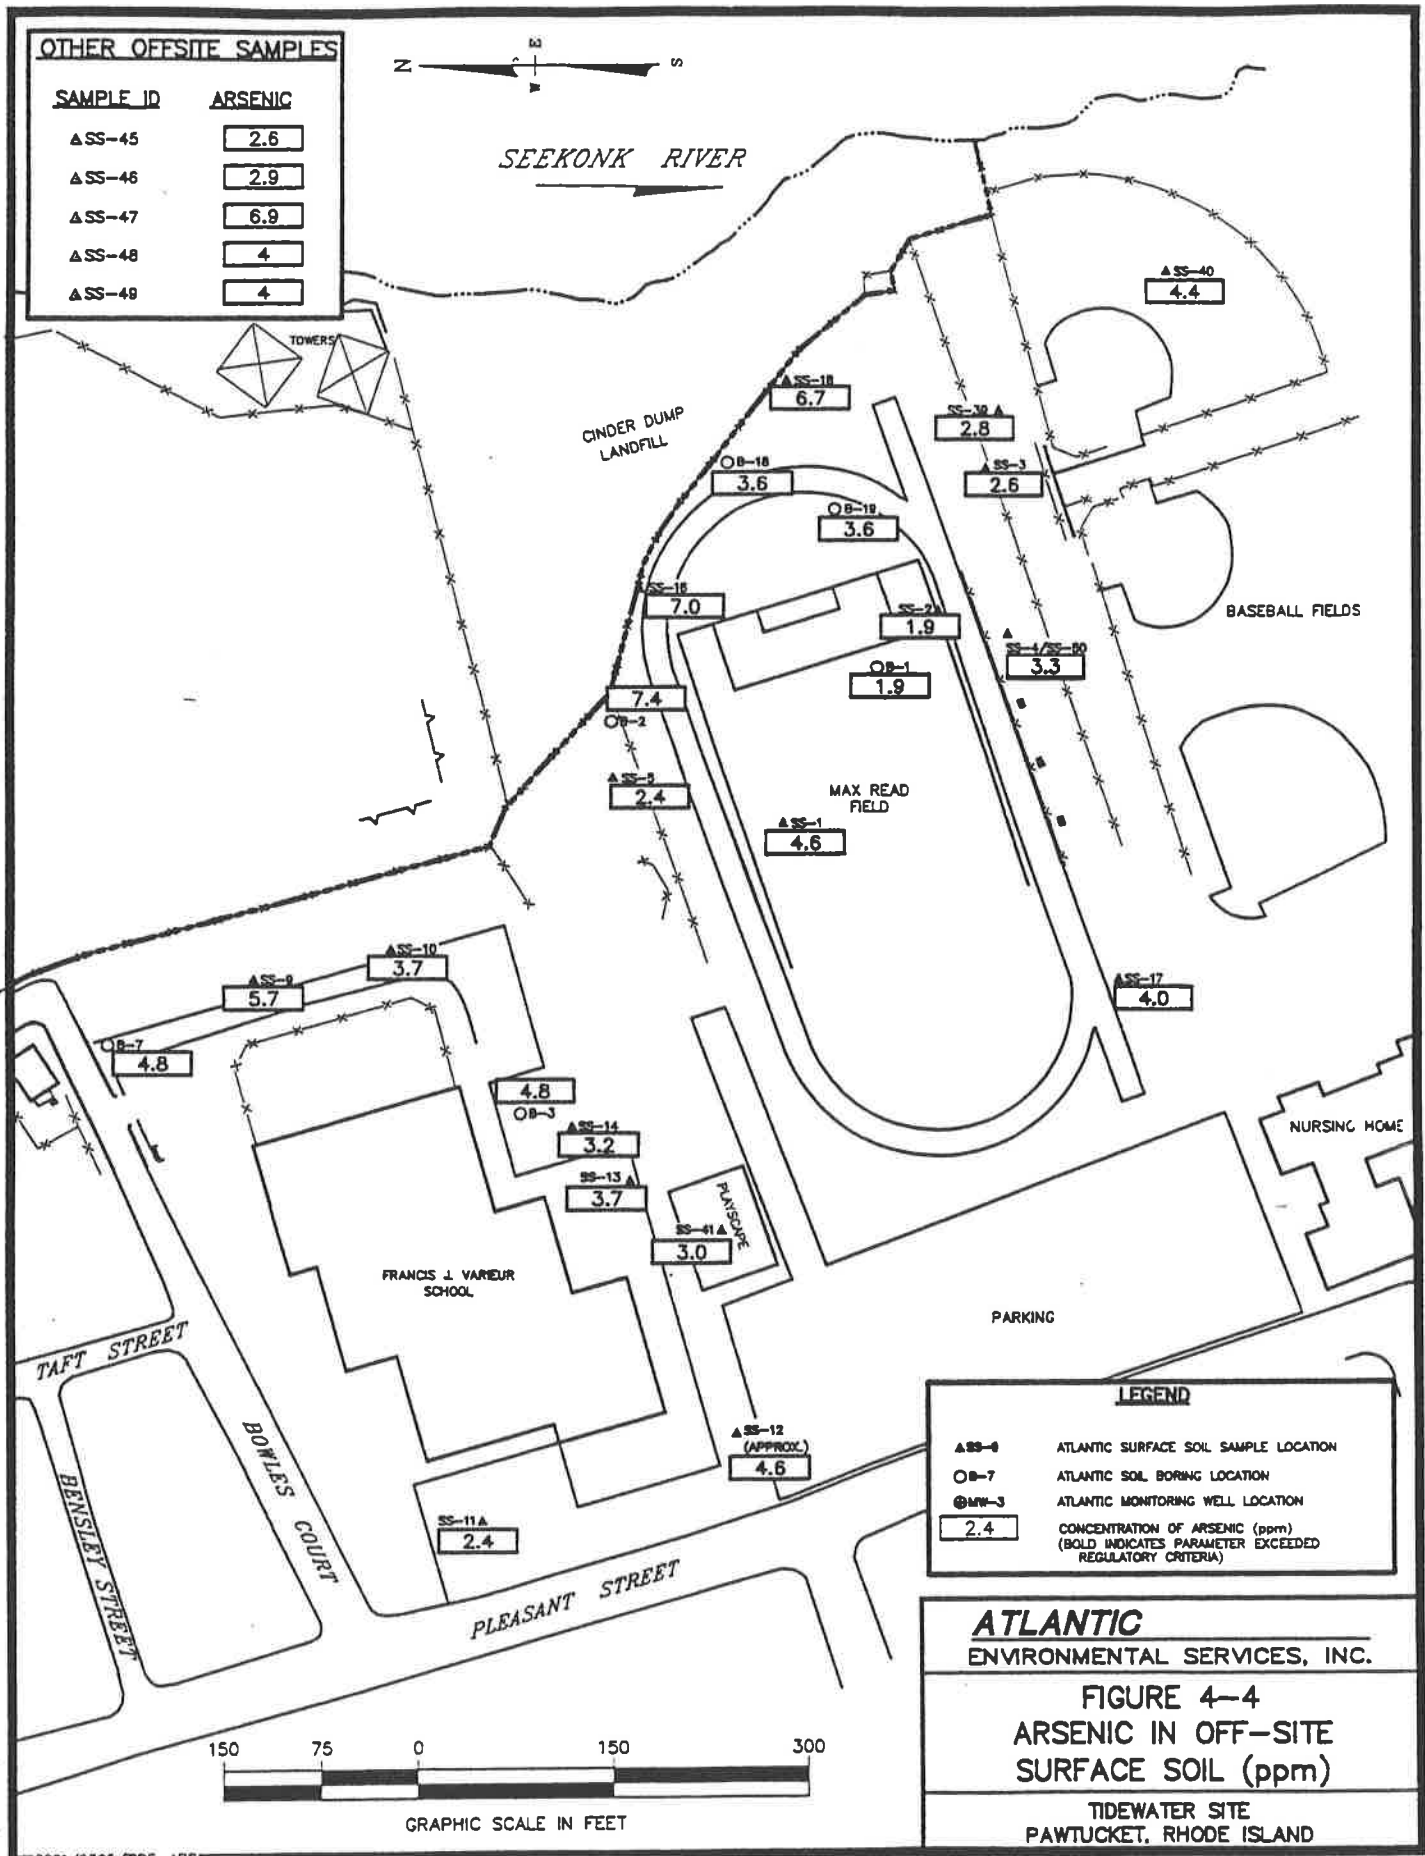 OTHER OFFSITE SAMPLES
SAMPLE ID ARSENIC
SS-45 2.6
SS-46 2.9
SS-47 6.9
SS-48 4
SS-49 4
N E S W
SEEKONK RIVER
TOWERS
CINDER DUMP
LANDFILL
SS-40
4.4
6.7
SS-39
2.8
B-18
3.6
SS-3
2.6
B-19
3.6
7.0
SS-2
1.9
BASEBALL FIELDS
B-1
1.9
3.3
7.4
B-2
SS-5
2.4
MAX READ
FIELD
SS-1
4.6
SS-10
3.7
SS-9
5.7
SS-17
4.0
B-7
4.8
4.8
B-3
SS-14
3.2
SS-13
3.7
SS-41
3.0
PLAYSCAPE
NURSING HOME
FRANCIS J. VARIEUR
SCHOOL
PARKING
TAFT STREET
BOWLES COURT
BENSLEY STREET
SS-12
(APPROX.)
4.6
SS-11
2.4
PLEASANT STREET
LEGEND
ATLANTIC SURFACE SOIL SAMPLE LOCATION
B-7 ATLANTIC SOIL BORING LOCATION
MW-3 ATLANTIC MONITORING WELL LOCATION
2.4 CONCENTRATION OF ARSENIC (ppm)
(BOLD INDICATES PARAMETER EXCEEDED
REGULATORY CRITERIA)
ATLANTIC
ENVIRONMENTAL SERVICES, INC.
FIGURE 4-4
ARSENIC IN OFF-SITE
SURFACE SOIL (ppm)
TIDEWATER SITE
PAWTUCKET, RHODE ISLAND
150 75 0 150 300
GRAPHIC SCALE IN FEET